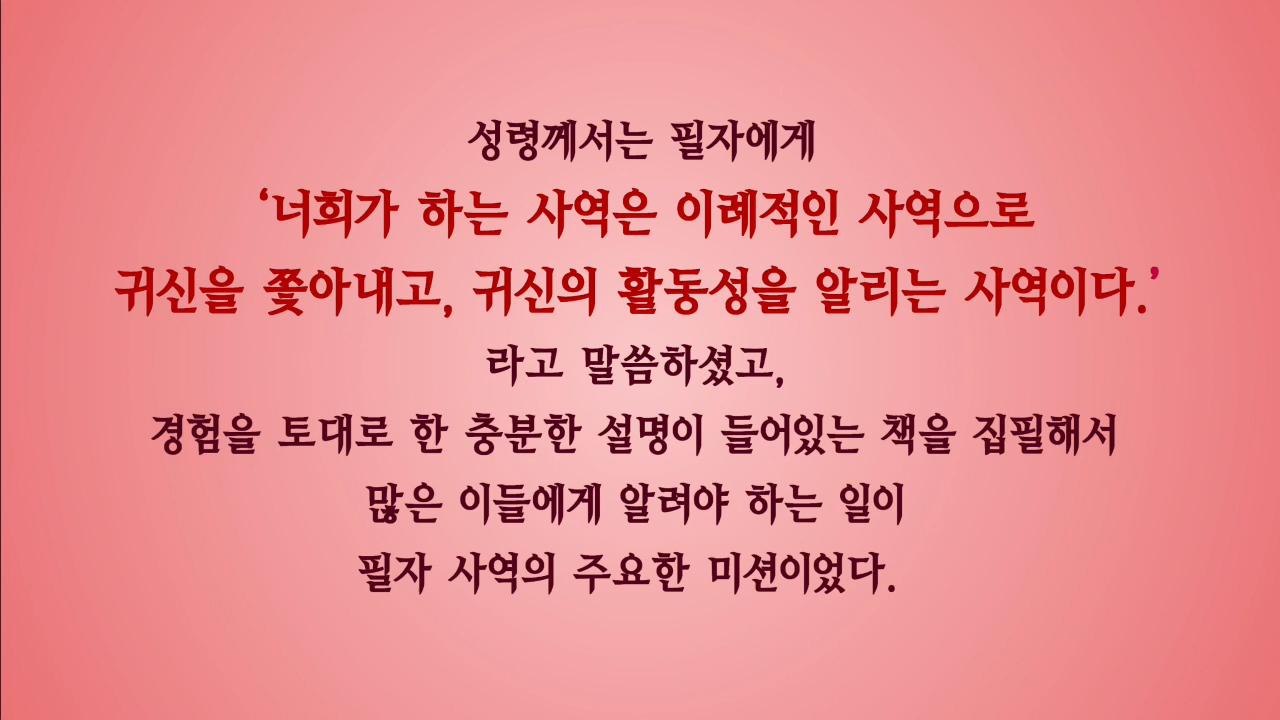 성령께서는 필자에게
‘너희가 하는 사역은 이례적인 사역으로
귀신을 쫓아내고, 귀신의 활동성을 알리는 사역이다.’
라고 말씀하셨고,
경험을 토대로 한 충분한 설명이 들어있는 책을 집필해서
많은 이들에게 알려야 하는 일이
필자 사역의 주요한 미션이었다.